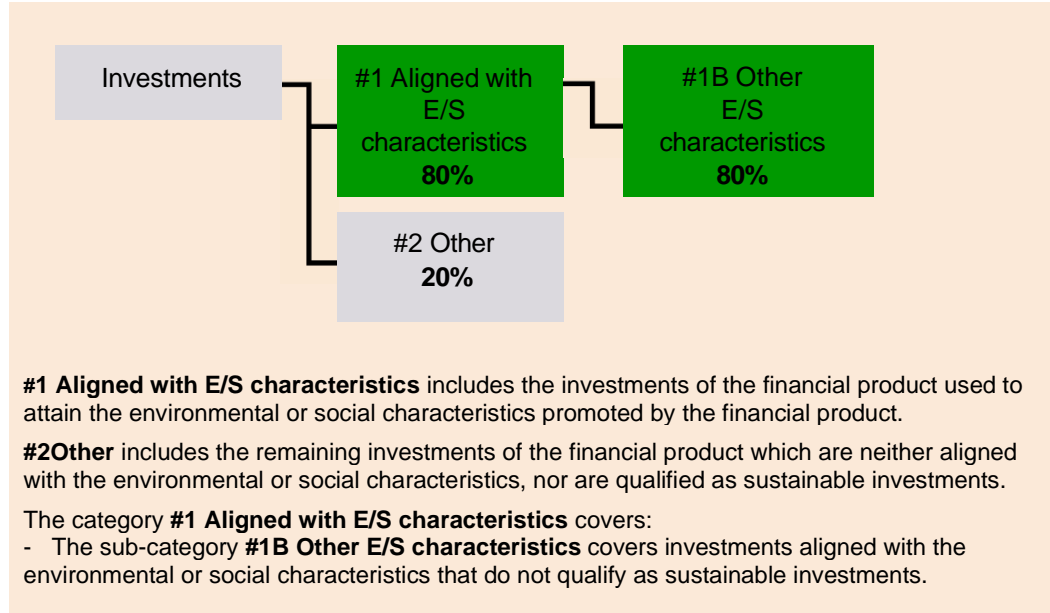 Investments
#1 Aligned with
E/S
characteristics
80%
#1B Other
E/S
characteristics
80%
#2 Other
20%
#1 Aligned with E/S characteristics includes the investments of the financial product used to
attain the environmental or social characteristics promoted by the financial product.
#2Other includes the remaining investments of the financial product which are neither aligned
with the environmental or social characteristics, nor are qualified as sustainable investments.
The category #1 Aligned with E/S characteristics covers:
- The sub-category #1B Other E/S characteristics covers investments aligned with the
environmental or social characteristics that do not qualify as sustainable investments.